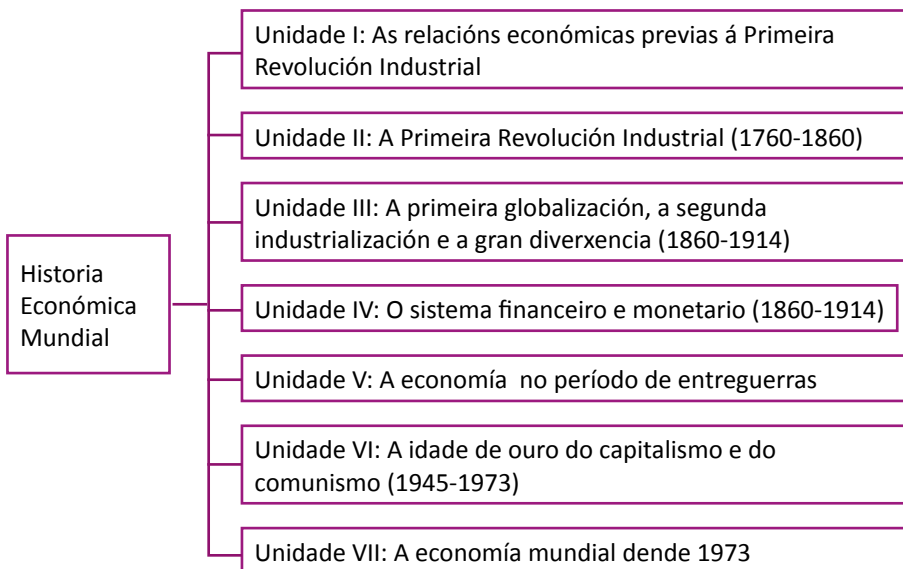 Unidade I: As relacións económicas previas á Primeira
Revolución Industrial
Unidade II: A Primeira Revolución Industrial (1760-1860)
Unidade III: A primeira globalización, a segunda
industrialización e a gran diverxencia (1860-1914)
Historia
Económica
Mundial
Unidade IV: O sistema financeiro e monetario (1860-1914)
Unidade V: A economía  no período de entreguerras
Unidade VI: A idade de ouro do capitalismo e do
comunismo (1945-1973)
Unidade VII: A economía mundial dende 1973